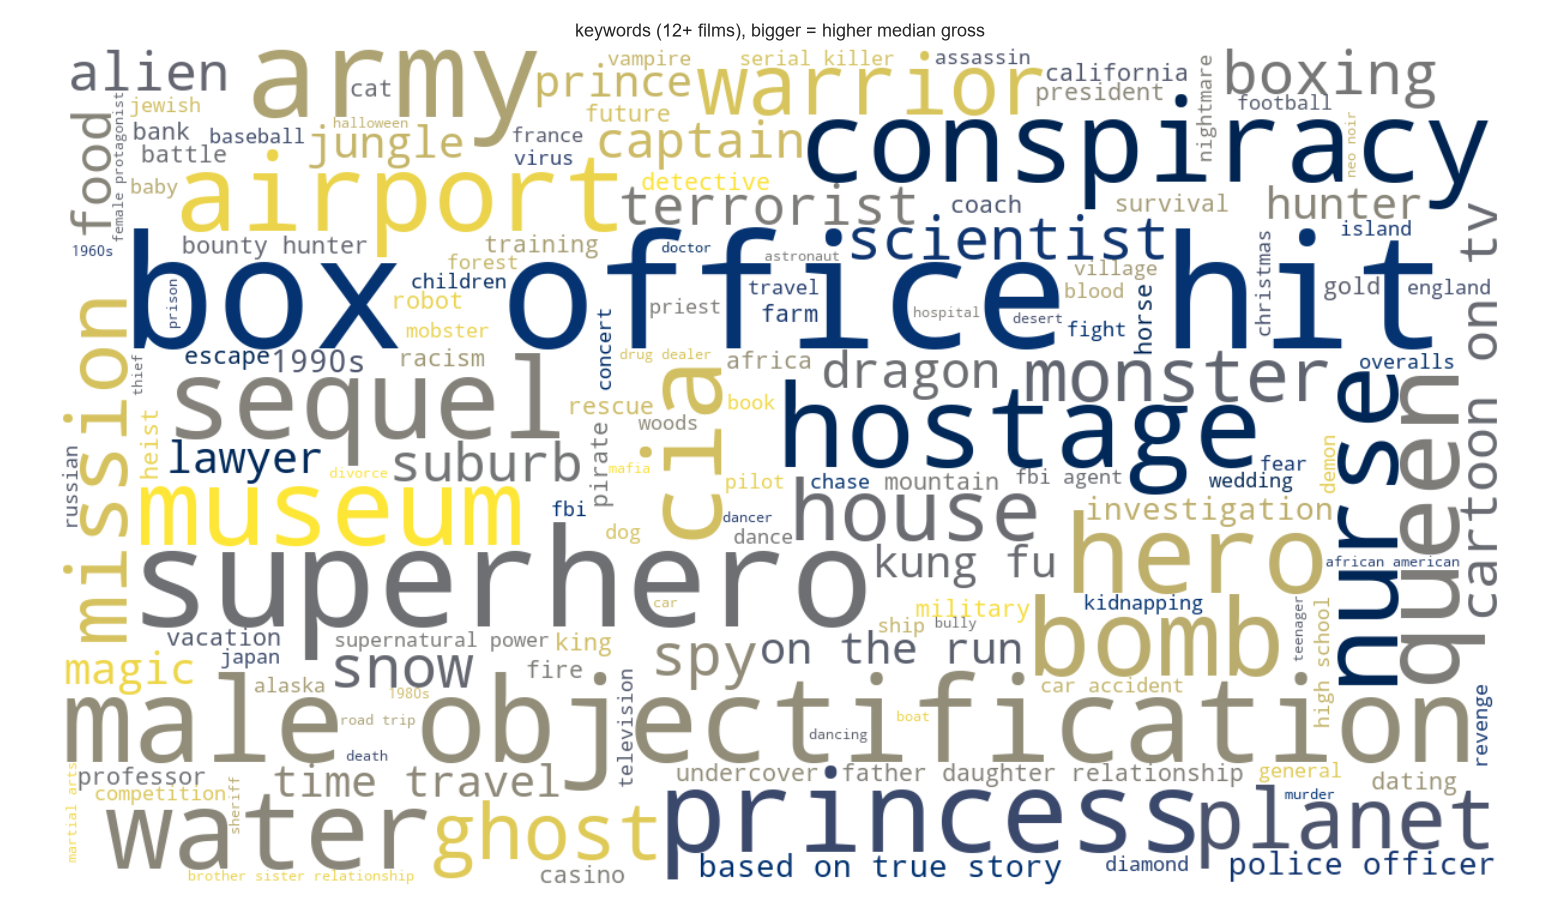 keywords (12+ films), bigger = higher median gross
alien
army
cat
vampire
serial killer
assassin
prince
warrior
california
president
boxing
football
nightmare
jewish
halloween
future
conspiracy
neo noir
food
female protagonist
bank
baseball
battle
jungle
france
virus
captain
baby
airport
detective
terrorist
coach
survival
hunter
1960s
bounty hunter
training
forest
doctor
astronaut
scientist
village
island
christmas
cartoon on tv
box office hit
prison
children
robot
mobster
priest
travel
farm
hospital
desert
blood
fight
horse
gold
england
mission
thief
escape
1990s
racism
concert
drug dealer
africa
dragon
monster
overalls
sequel
cia
rescue
book
woods
hostage
nurse
queen
russian
heist
lawyer
divorce
suburb
pirate
mafia
pilot
chase
mountain
fbi agent
fear
wedding
demon
museum
fbi
dog
dancer
dance
house
investigation
hero
superhero
kung fu
african american
car
military
ship
bully
kidnapping
teenager
high school
vacation
japan
supernatural power
king
snow
fire
spy
on the run
bomb
magic
alaska
1980s
television
car accident
revenge
male objectification
road trip
boat
dancing
death
martial arts
professor
competition
sheriff
time travel
undercover
father daughter relationship
general
dating
murder
water
ghost
princess
planet
brother sister relationship
casino
based on true story
diamond
police officer